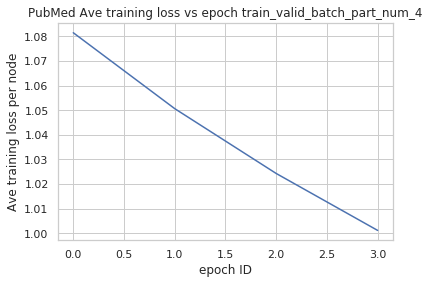 PubMed Ave training loss vs epoch train_valid_batch_part_num_4
1.08
1.07
1.06
1.05
1.04
1.03
1.02
1.01
1.00
Ave training loss per node
0.0 0.5 1.0 1.5 2.0 2.5 3.0
epoch ID